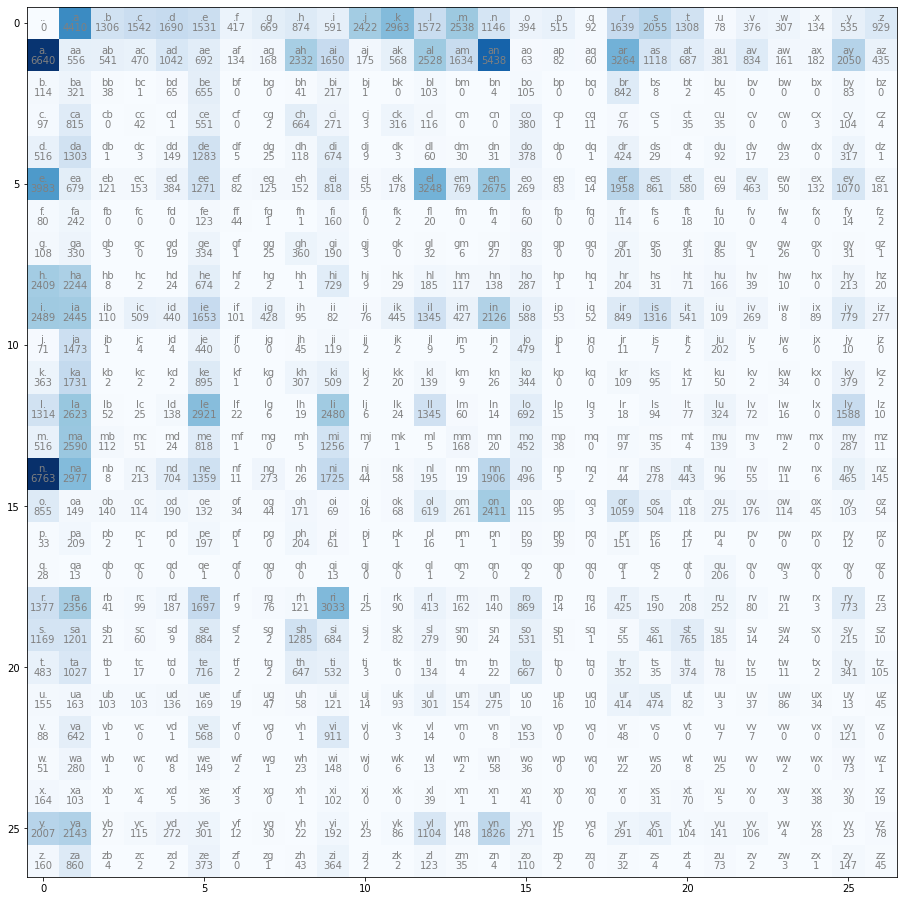 0 .. .a .b .c .d .e .f .g .h .i .j .k .l .m .n .o .p .q .r .s .t .u .v .w .x .y .z
0 4410 1306 1542 1690 1531 417 669 874 591 2422 2963 1572 2538 1146 394 515 92 1639 2055 1308 78 376 307 134 535 929
a. aa ab ac ad ae af ag ah ai aj ak al am an ao ap aq ar as at au av aw ax ay az
6640 556 541 470 1042 692 134 168 2332 1650 175 568 2528 1634 5438 63 82 60 3264 1118 687 381 834 161 182 2050 435
b. ba bb bc bd be bf bg bh bi bj bk bl bm bn bo bp bq br bs bt bu bv bw bx by bz
114 321 38 1 65 655 0 0 41 217 1 0 103 0 4 105 0 0 842 8 2 45 0 0 0 83 0
c. ca cb cc cd ce cf cg ch ci cj ck cl cm cn co cp cq cr cs ct cu cv cw cx cy cz
97 815 0 42 1 551 0 2 664 271 3 316 116 0 0 380 1 11 76 5 35 35 0 0 3 104 4
d. da db dc dd de df dg dh di dj dk dl dm dn do dp dq dr ds dt du dv dw dx dy dz
516 1303 1 3 149 1283 5 25 118 674 9 3 60 30 31 378 0 1 424 29 4 92 17 23 0 317 1
5 e. ea eb ec ed ee ef eg eh ei ej ek el em en eo ep eq er es et eu ev ew ex ey ez
3983 679 121 153 384 1271 82 125 152 818 55 178 3248 769 2675 269 83 14 1958 861 580 69 463 50 132 1070 181
f. fa fb fc fd fe ff fg fh fi fj fk fl fm fn fo fp fq fr fs ft fu fv fw fx fy fz
80 242 0 0 0 123 44 1 1 160 0 2 20 0 4 60 0 0 114 6 18 10 0 4 0 14 2
g. ga gb gc gd ge gf gg gh gi gj gk gl gm gn go gp gq gr gs gt gu gv gw gx gy gz
108 330 3 0 19 334 1 25 360 190 3 0 32 6 27 83 0 0 201 30 31 85 1 26 0 31 1
h. ha hb hc hd he hf hg hh hi hj hk hl hm hn ho hp hq hr hs ht hu hv hw hx hy hz
2409 2244 8 2 24 674 2 2 1 729 9 29 185 117 138 287 1 1 204 31 71 166 39 10 0 213 20
i. ia ib ic id ie if ig ih ii ij ik il im in io ip iq ir is it iu iv iw ix iy iz
2489 2445 110 509 440 1653 101 428 95 82 76 445 1345 427 2126 588 53 52 849 1316 541 109 269 8 89 779 277
10 j. ja jb jc jd je jf jg jh ji jj jk jl jm jn jo jp jq jr js jt ju jv jw jx jy jz
71 1473 1 4 4 440 0 0 45 119 2 2 9 5 2 479 1 0 11 7 2 202 5 6 0 10 0
k. ka kb kc kd ke kf kg kh ki kj kk kl km kn ko kp kq kr ks kt ku kv kw kx ky kz
363 1731 2 2 2 895 1 0 307 509 2 20 139 9 26 344 0 0 109 95 17 50 2 34 0 379 2
l. la lb lc ld le lf lg lh li lj lk ll lm ln lo lp lq lr ls lt lu lv lw lx ly lz
1314 2623 52 25 138 2921 22 6 19 2480 6 24 1345 60 14 692 15 3 18 94 77 324 72 16 0 1588 10
m. ma mb mc md me mf mg mh mi mj mk ml mm mn mo mp mq mr ms mt mu mv mw mx my mz
516 2590 112 51 24 818 1 0 5 1256 7 1 5 168 20 452 38 0 97 35 4 139 3 2 0 287 11
n. na nb nc nd ne nf ng nh ni nj nk nl nm nn no np nq nr ns nt nu nv nw nx ny nz
6763 2977 8 213 704 1359 11 273 26 1725 44 58 195 19 1906 496 5 2 44 278 443 96 55 11 6 465 145
15 o. oa ob oc od oe of og oh oi oj ok ol om on oo op oq or os ot ou ov ow ox oy oz
855 149 140 114 190 132 34 44 171 69 16 68 619 261 2411 115 95 3 1059 504 118 275 176 114 45 103 54
p. pa pb pc pd pe pf pg ph pi pj pk pl pm pn po pp pq pr ps pt pu pv pw px py pz
33 209 2 1 0 197 1 0 204 61 1 1 16 1 1 59 39 0 151 16 17 4 0 0 0 12 0
q. qa qb qc qd qe qf qg qh qi qj qk ql qm qn qo qp qq qr qs qt qu qv qw qx qy qz
28 13 0 0 0 1 0 0 0 13 0 0 1 2 0 2 0 0 1 2 0 206 0 3 0 0 0
r. ra rb rc rd re rf rg rh ri rj rk rl rm rn ro rp rq rr rs rt ru rv rw rx ry rz
1377 2356 41 99 187 1697 9 76 121 3033 25 90 413 162 140 869 14 16 425 190 208 252 80 21 3 773 23
s. sa sb sc sd se sf sg sh si sj sk sl sm sn so sp sq sr ss st su sv sw sx sy sz
1169 1201 21 60 9 884 2 2 1285 684 2 82 279 90 24 531 51 1 55 461 765 185 14 24 0 215 10
20 t. ta tb tc td te tf tg th ti tj tk tl tm tn to tp tq tr ts tt tu tv tw tx ty tz
483 1027 1 17 0 716 2 2 647 532 3 0 134 4 22 667 0 0 352 35 374 78 15 11 2 341 105
u. ua ub uc ud ue uf ug uh ui uj uk ul um un uo up uq ur us ut uu uv uw ux uy uz
155 163 103 103 136 169 19 47 58 121 14 93 301 154 275 10 16 10 414 474 82 3 37 86 34 13 45
v. va vb vc vd ve vf vg vh vi vj vk vl vm vn vo vp vq vr vs vt vu vv vw vx vy vz
88 642 1 0 1 568 0 0 1 911 0 3 14 0 8 153 0 0 48 0 0 7 7 0 0 121 0
w. wa wb wc wd we wf wg wh wi wj wk wl wm wn wo wp wq wr ws wt wu wv ww wx wy wz
51 280 1 0 8 149 2 1 23 148 0 6 13 2 58 36 0 0 22 20 8 25 0 2 0 73 1
x. xa xb xc xd xe xf xg xh xi xj xk xl xm xn xo xp xq xr xs xt xu xv xw xx xy xz
164 103 1 4 5 36 3 0 1 102 0 0 39 1 1 41 0 0 0 31 70 5 0 3 38 30 19
25 y. ya yb yc yd ye yf yg yh yi yj yk yl ym yn yo yp yq yr ys yt yu yv yw yx yy yz
2007 2143 27 115 272 301 12 30 22 192 23 86 1104 148 1826 271 15 6 291 401 104 141 106 4 28 23 78
z. za zb zc zd ze zf zg zh zi zj zk zl zm zn zo zp zq zr zs zt zu zv zw zx zy zz
160 860 4 2 2 373 0 1 43 364 2 2 123 35 4 110 2 0 32 4 4 73 2 3 1 147 45
0 5 10 15 20 25